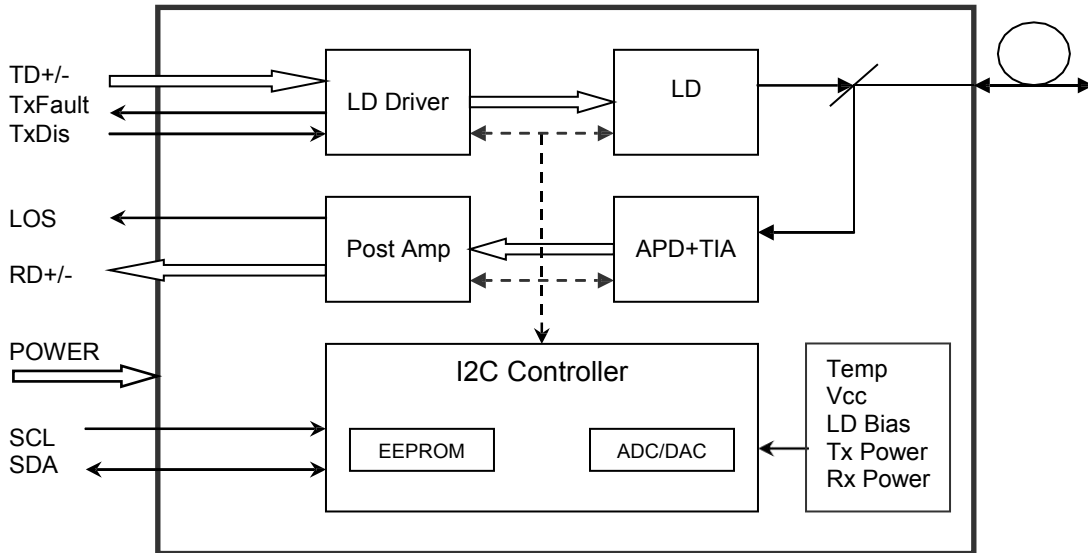 TD+/-
TxFault
TxDis
LD Driver
LD
LOS
RD+/-
Post Amp
APD+TIA
POWER
SCL
SDA
I2C Controller
EEPROM
ADC/DAC
Temp
Vcc
LD Bias
Tx Power
Rx Power